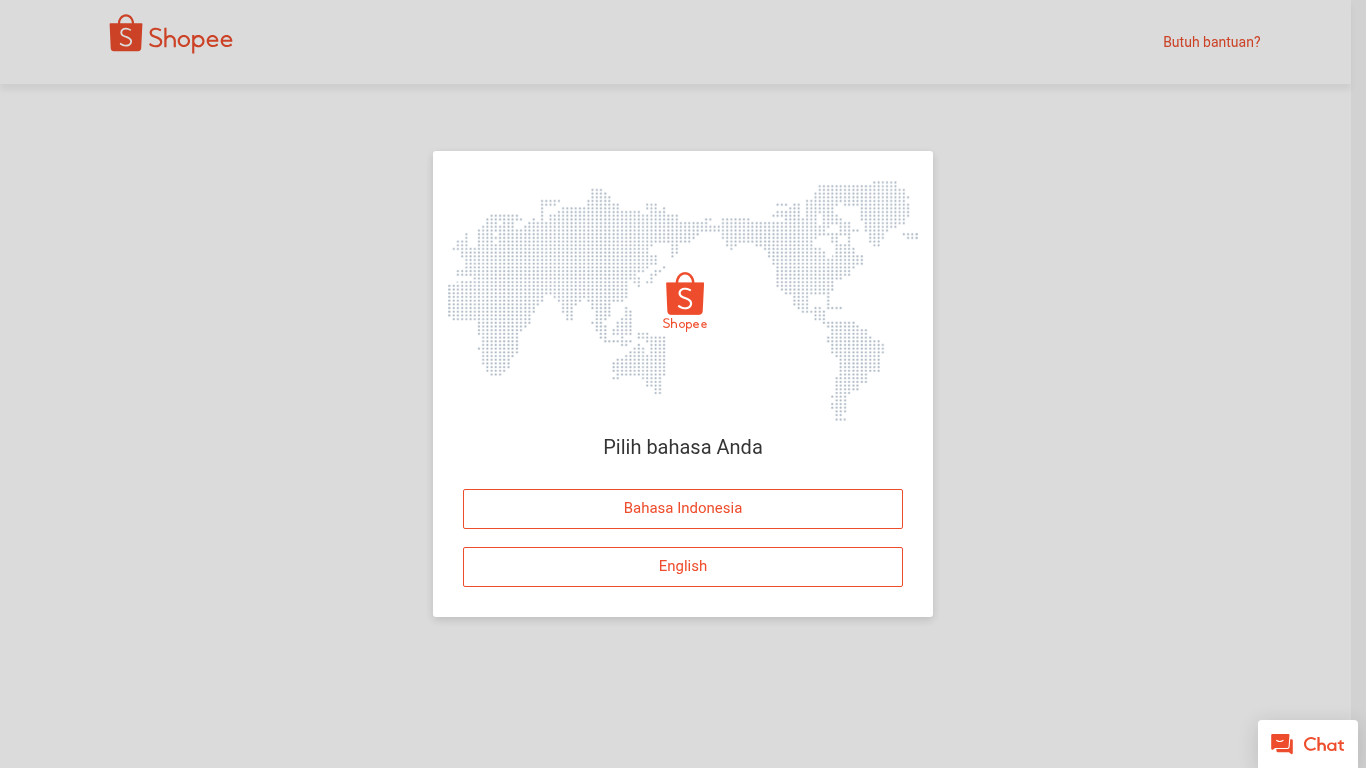 Shopee
Butuh bantuan?
Shopee
Pilih bahasa Anda
Bahasa Indonesia
English
Chat